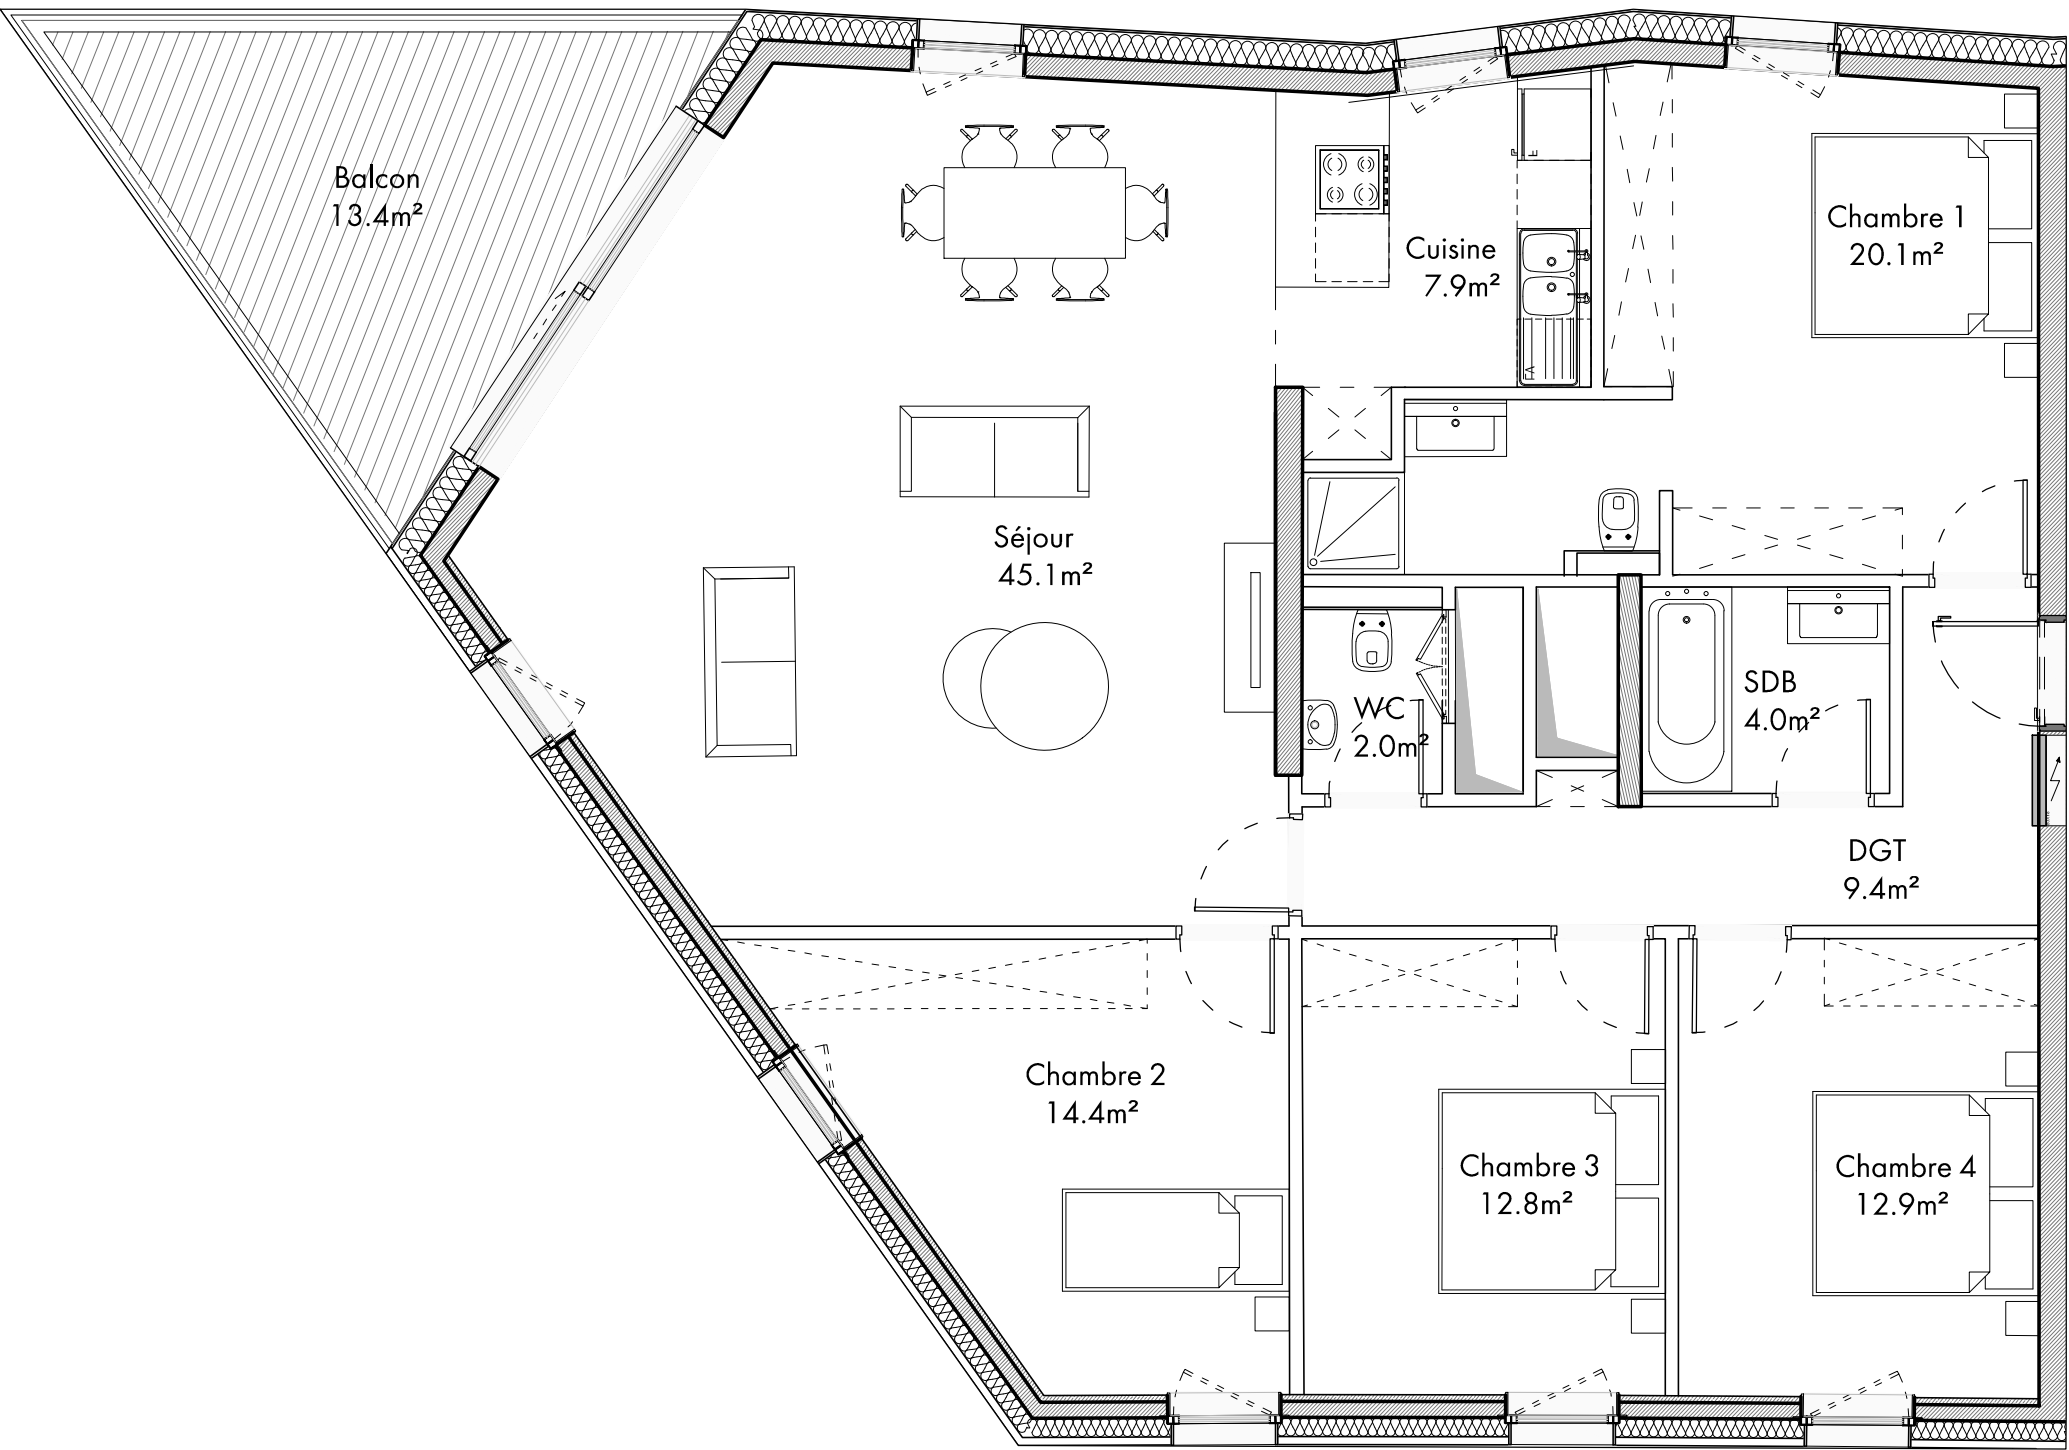 Balcon
13.4m²
Chambre 1
20.1m²
Cuisine
7.9m²
Séjour
45.1m²
WC
2.0m²
SDB
4.0m²
DGT
9.4m²
Chambre 2
14.4m²
Chambre 3
12.8m²
Chambre 4
12.9m²